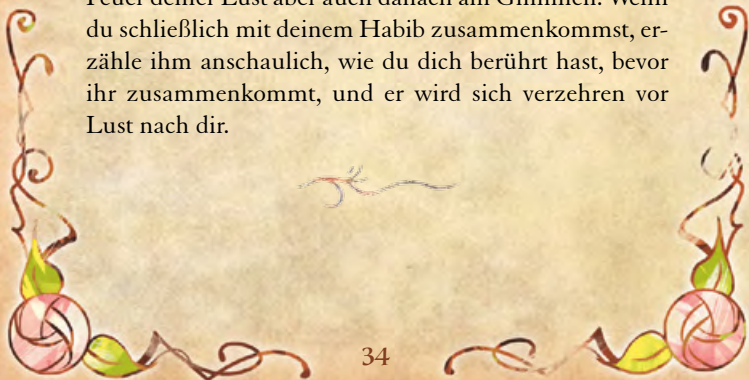 Feuer deiner Lust aber auch danach am Glimmen. Wenn
du schließlich mit deinem Habib zusammenkommst, er-
zähle ihm anschaulich, wie du dich berührt hast, bevor
ihr zusammenkommt, und er wird sich verzehren vor
Lust nach dir.
34